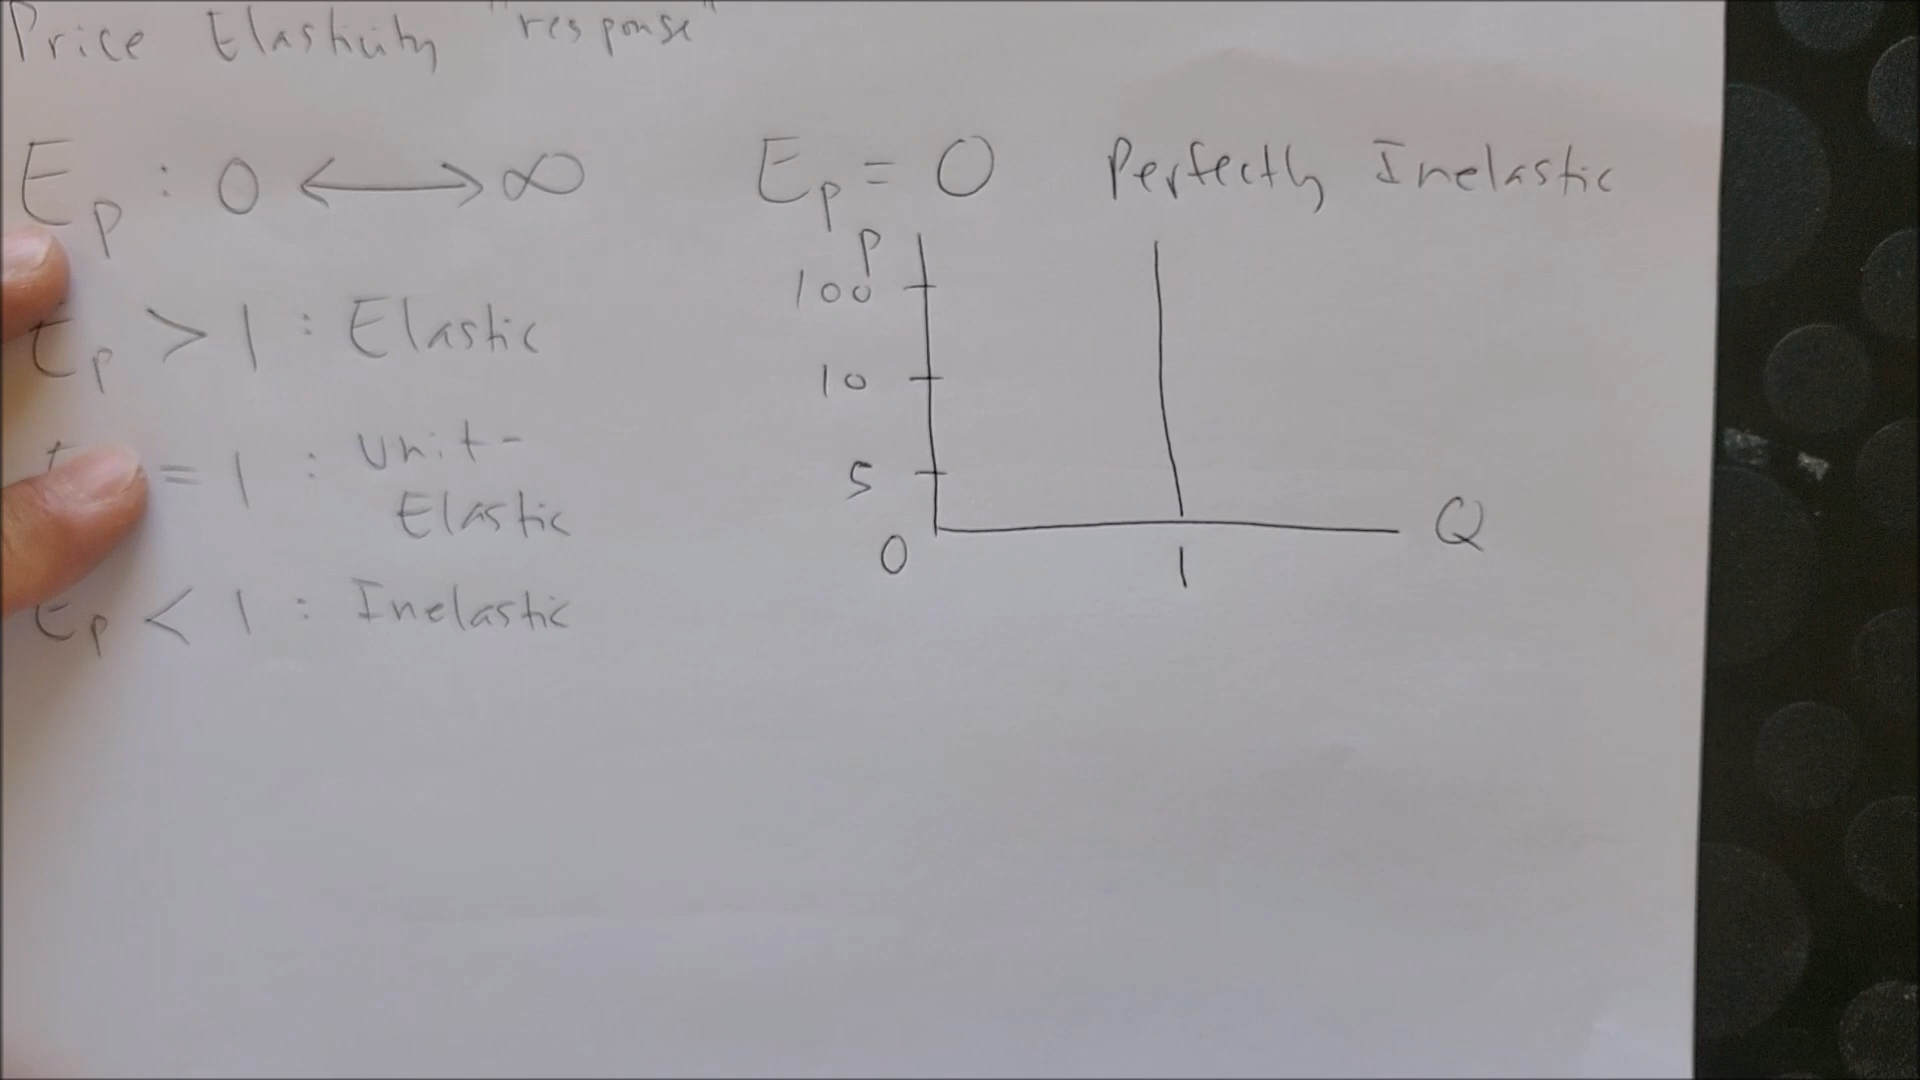 Price Elasticity "response"
Ep : 0 ↔ ∞
Ep > 1 : Elastic
= 1 : Unit-
Elastic
Ep < 1 : Inelastic
Ep = 0 Perfectly Inelastic
P
100
10
5
0
1
Q